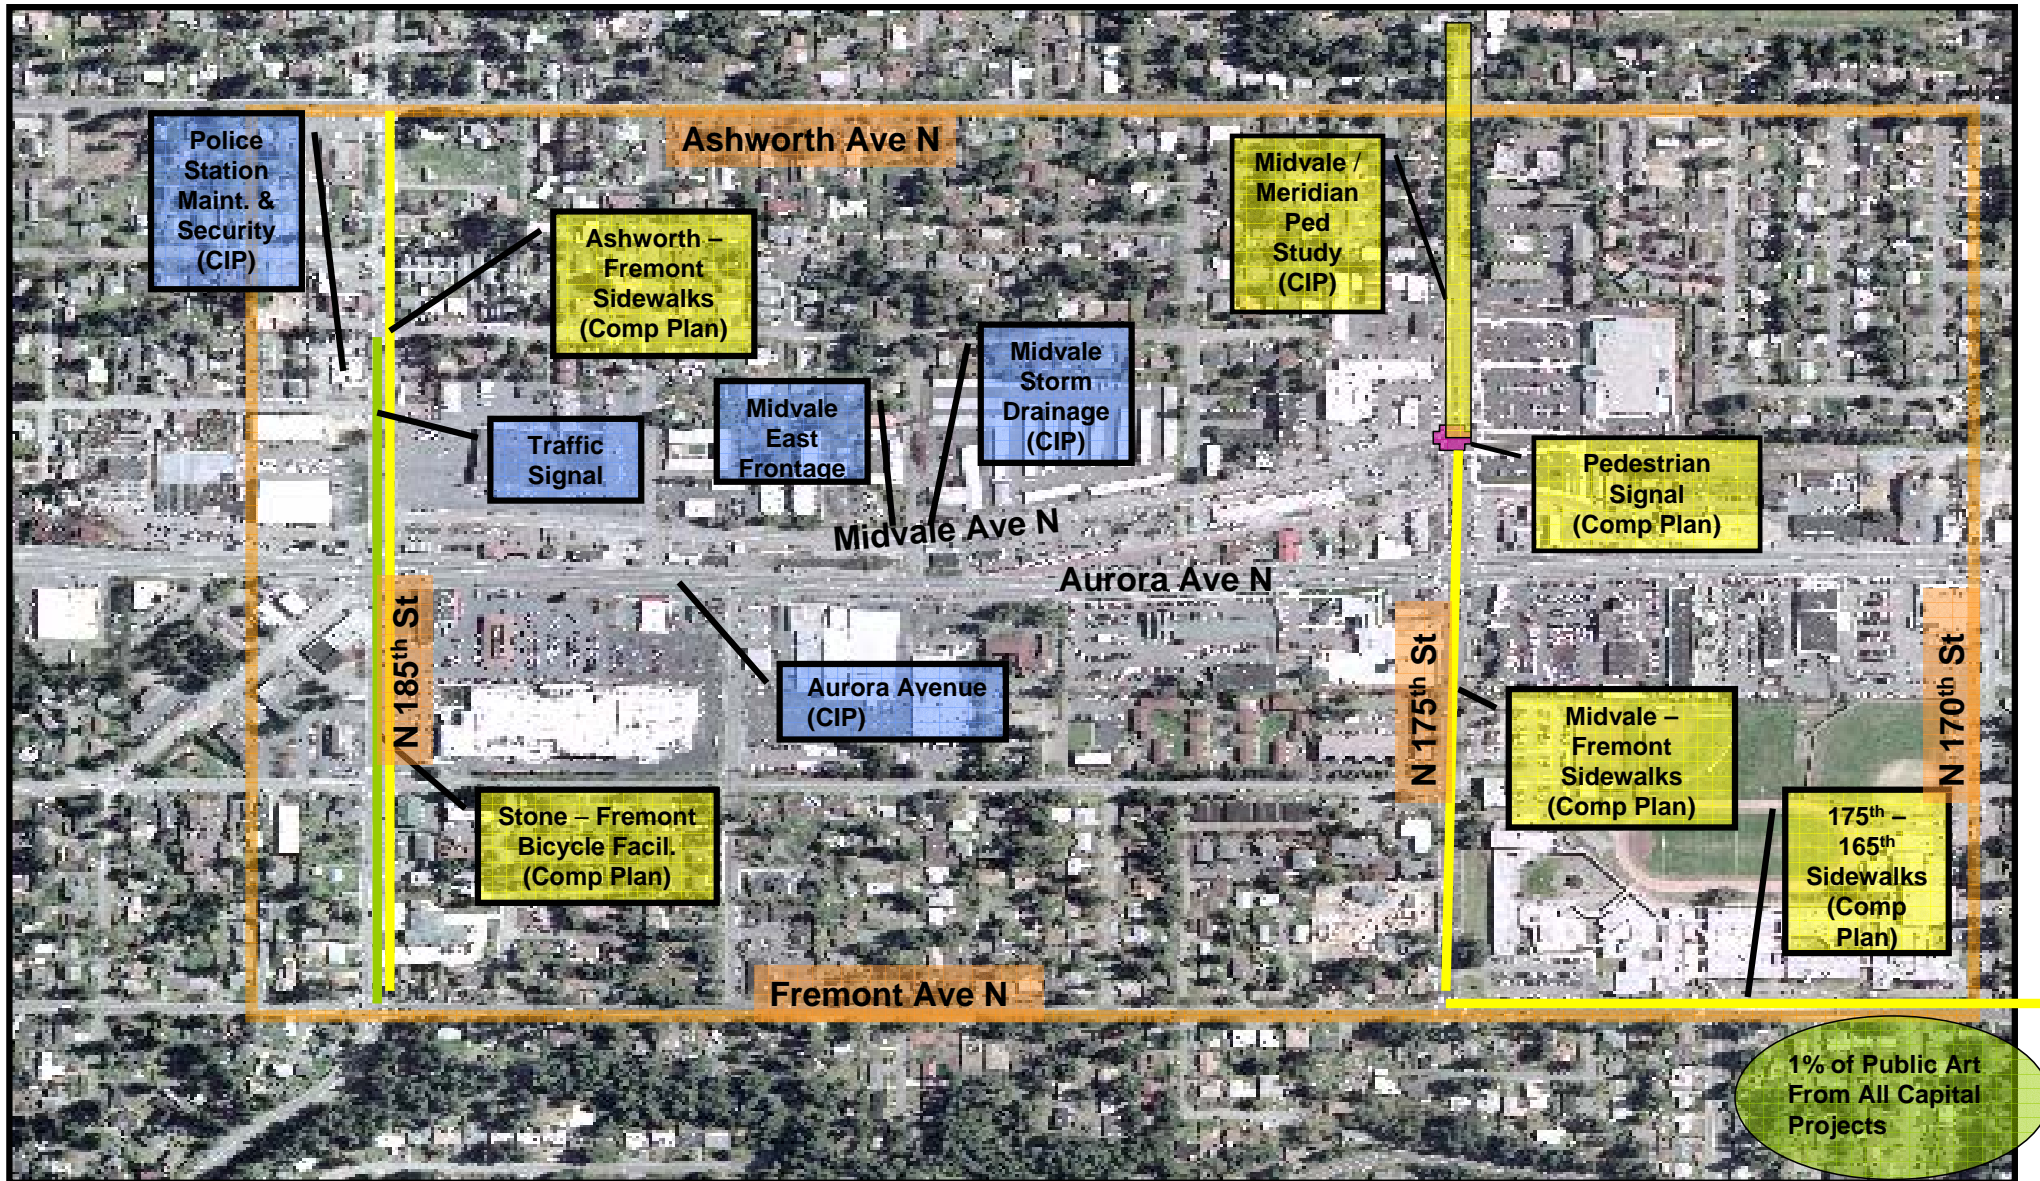 Ashworth Ave N
Police
Station
Maint. &
Security
(CIP)
Midvale /
Meridian
Ped
Study
(CIP)
Ashworth –
Fremont
Sidewalks
(Comp Plan)
Midvale
Storm
Drainage
(CIP)
Midvale
East
Frontage
Traffic
Signal
Pedestrian
Signal
(Comp Plan)
Midvale Ave N
Aurora Ave N
N 185th St
N 175th St
N 170th St
Aurora Avenue
(CIP)
Midvale –
Fremont
Sidewalks
(Comp Plan)
Stone – Fremont
Bicycle Facil.
(Comp Plan)
175th –
165th
Sidewalks
(Comp
Plan)
Fremont Ave N
1% of Public Art
From All Capital
Projects